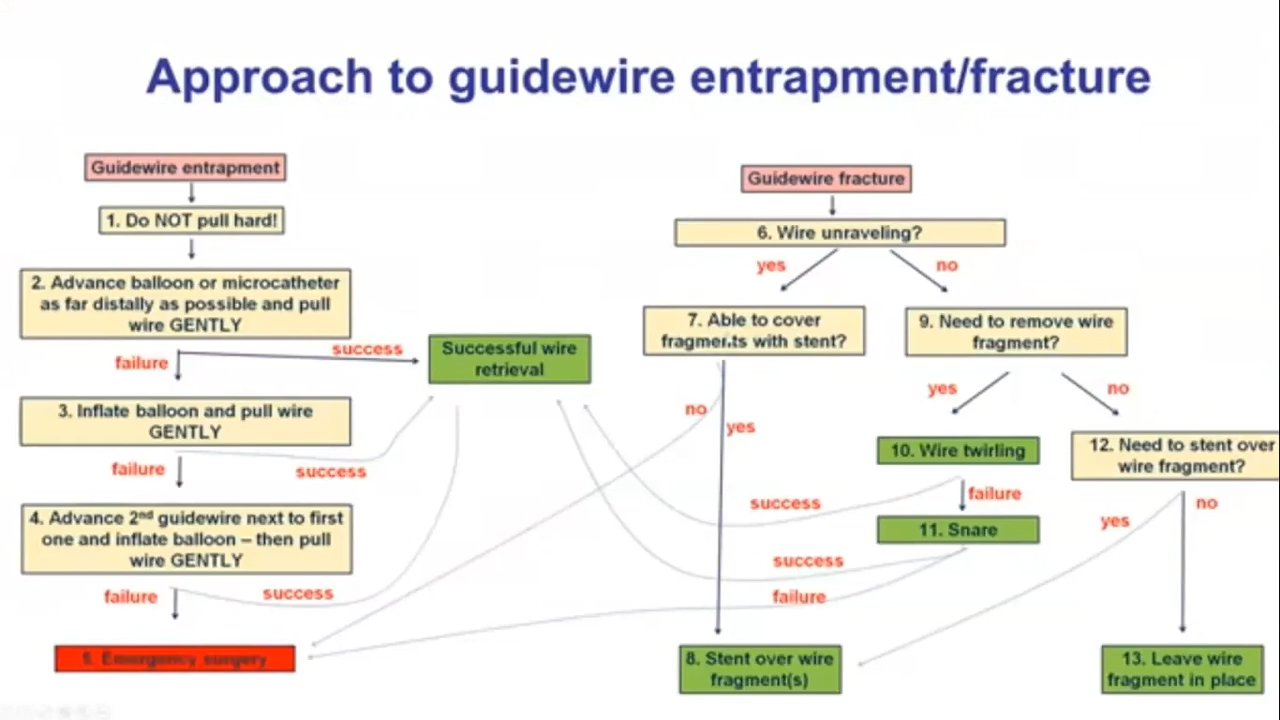 Approach to guidewire entrapment/fracture
Guidewire entrapment
1. Do NOT pull hard!
2. Advance balloon or microcatheter
as far distally as possible and pull
wire GENTLY
failure
success
Successful wire
retrieval
3. Inflate balloon and pull wire
GENTLY
failure
success
4. Advance 2nd guidewire next to first
one and inflate balloon – then pull
wire GENTLY
failure
success
5. Emergency surgery
Guidewire fracture
6. Wire unraveling?
yes
no
7. Able to cover
fragments with stent?
no
yes
9. Need to remove wire
fragment?
yes
no
10. Wire twirling
success
failure
11. Snare
success
failure
12. Need to stent over
wire fragment?
yes
no
8. Stent over wire
fragment(s)
13. Leave wire
fragment in place